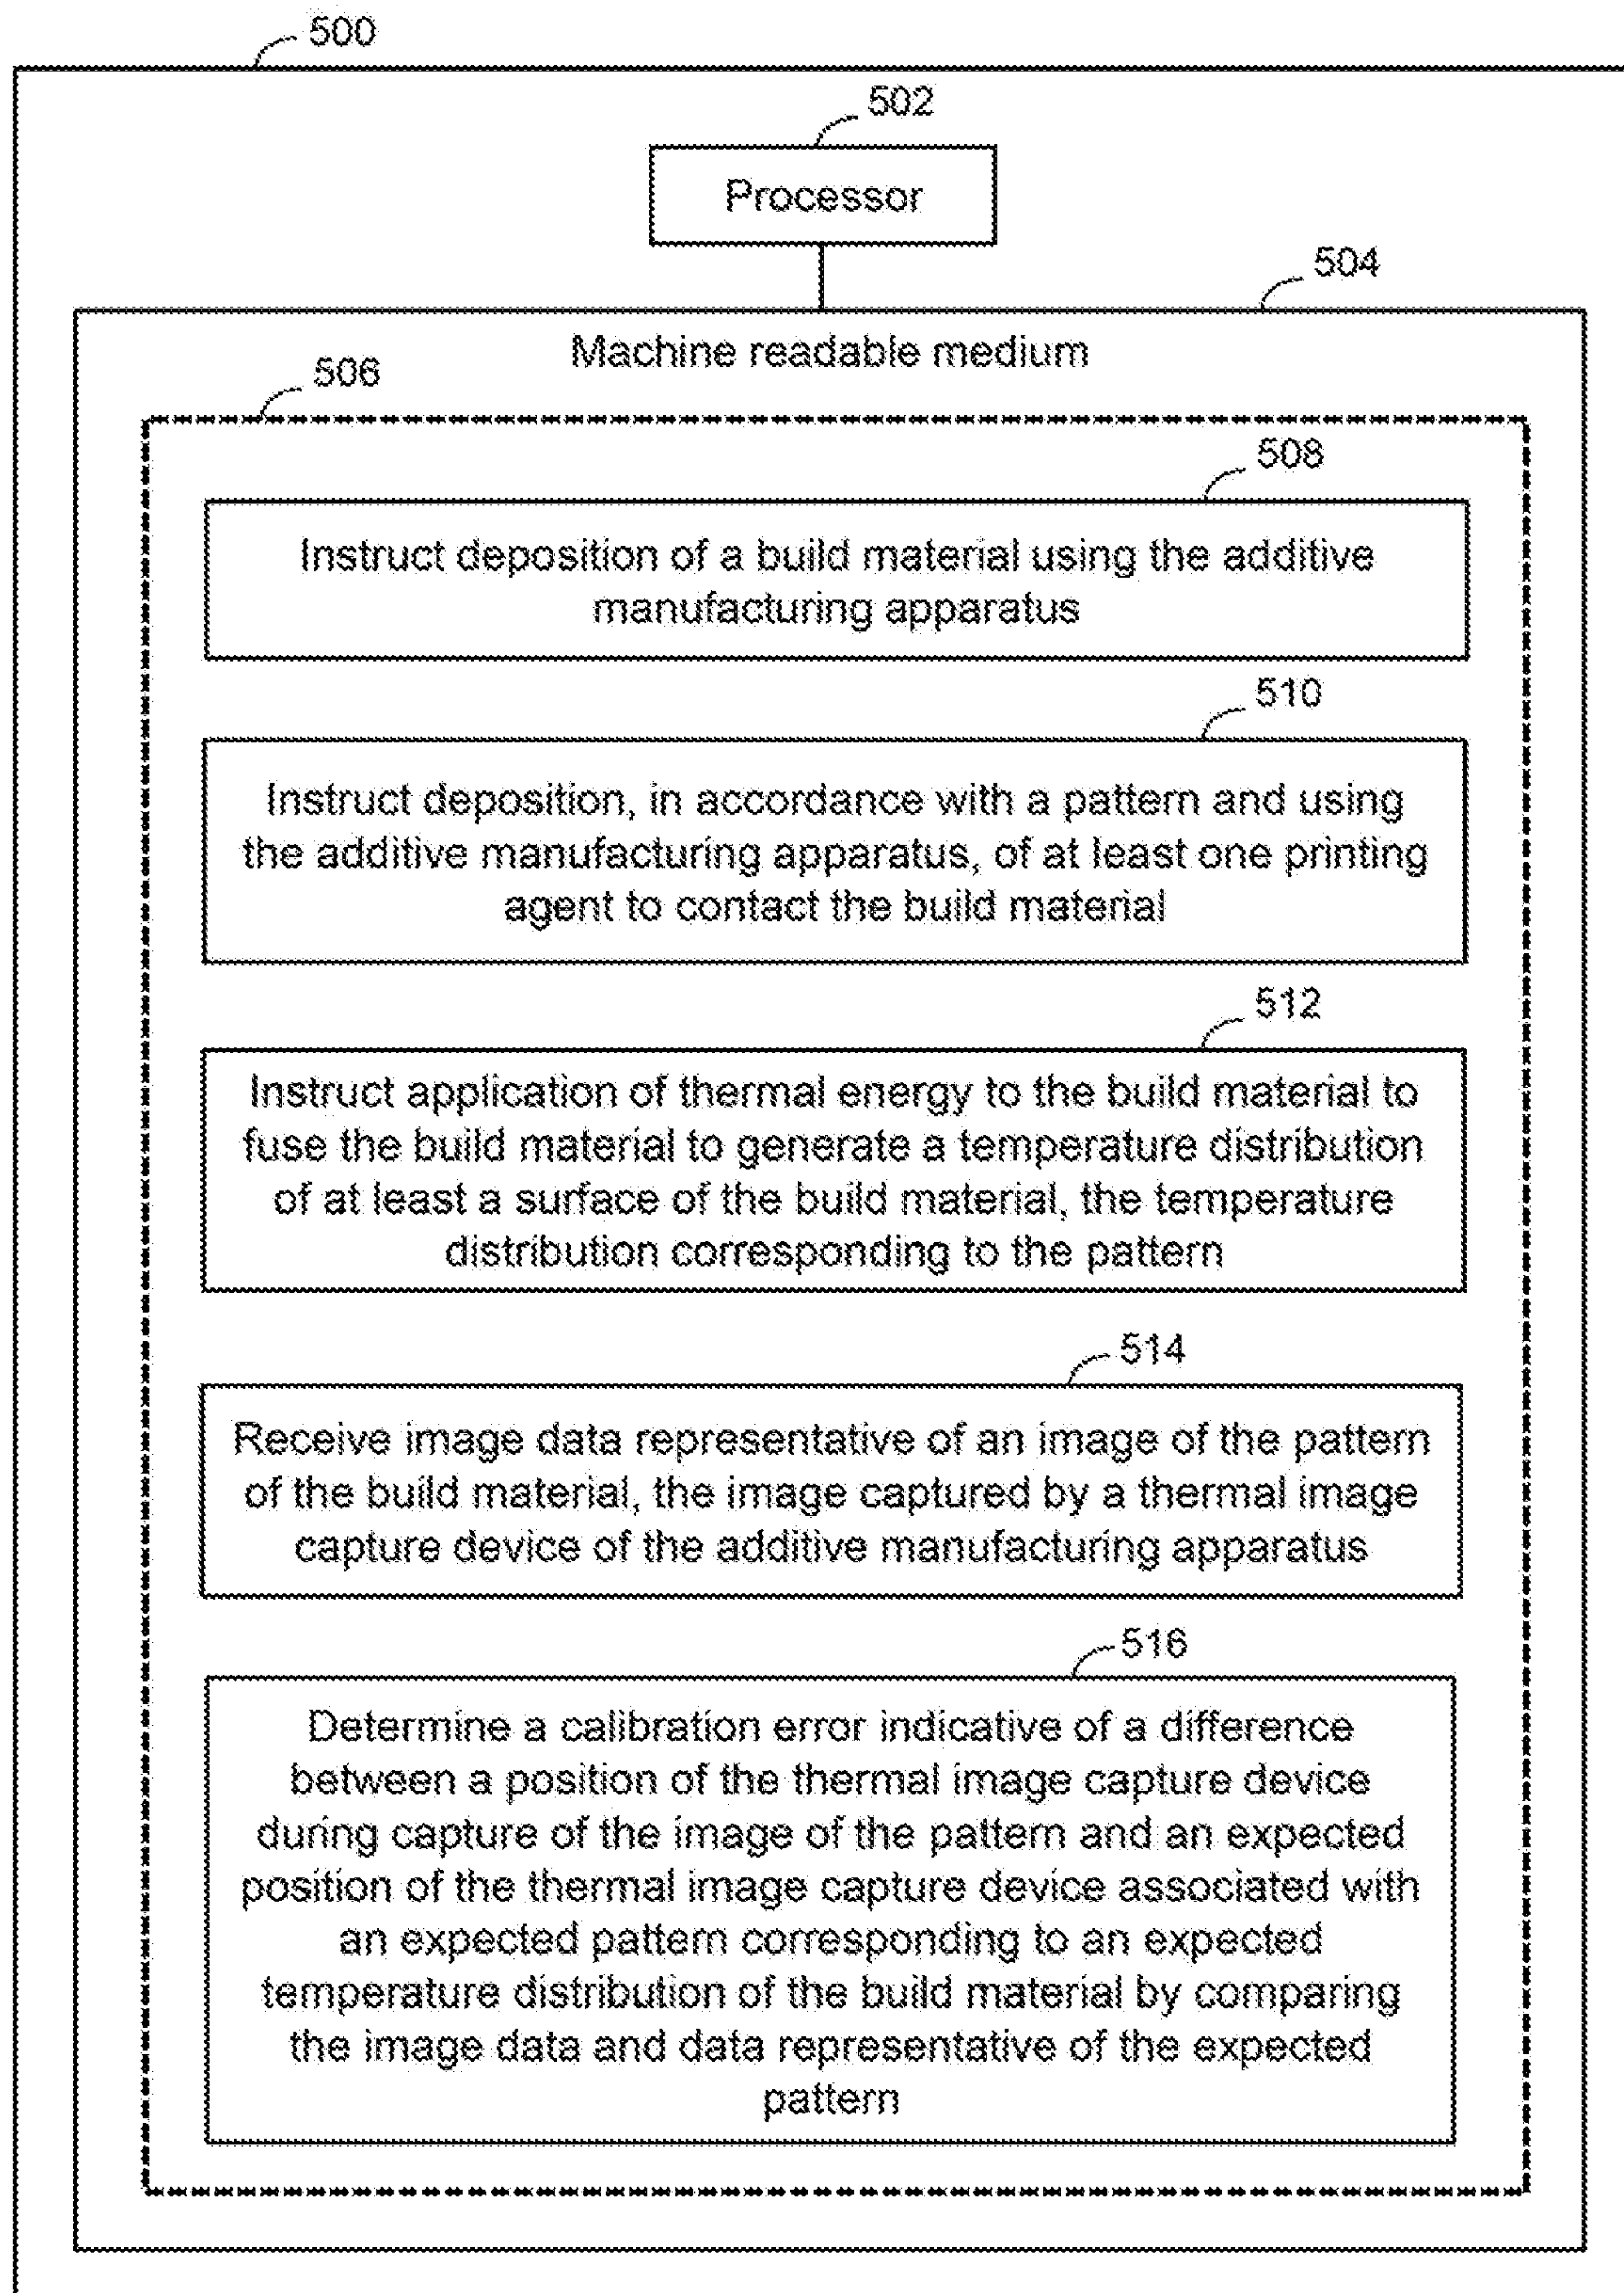 500
502
Processor
504
Machine readable medium
506
508
Instruct deposition of a build material using the additive
manufacturing apparatus
510
Instruct deposition, in accordance with a pattern and using
the additive manufacturing apparatus, of at least one printing
agent to contact the build material
512
Instruct application of thermal energy to the build material to
fuse the build material to generate a temperature distribution
of at least a surface of the build material, the temperature
distribution corresponding to the pattern
514
Receive image data representative of an image of the pattern
of the build material, the image captured by a thermal image
capture device of the additive manufacturing apparatus
516
Determine a calibration error indicative of a difference
between a position of the thermal image capture device
during capture of the image of the pattern and an expected
position of the thermal image capture device associated with
an expected pattern corresponding to an expected
temperature distribution of the build material by comparing
the image data and data representative of the expected
pattern